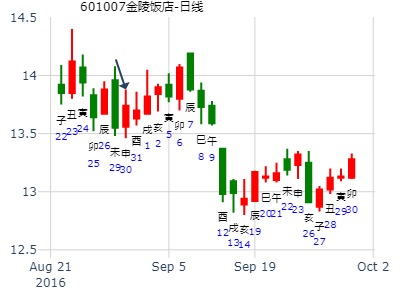 601007金陵饭店-日线
14.5
14
13.5
13
12.5
子
22
丑
23
寅
24
卯
25
辰
26
未
29
申
30
酉
31
戌
1
亥
2
寅
5
卯
6
辰
7
巳
8
午
9
酉
12
戌
13
亥
14
辰
19
巳
20
午
21
未
22
申
23
亥
26
子
27
丑
28
寅
29
卯
30
Aug 21
2016
Sep 5
Sep 19
Oct 2